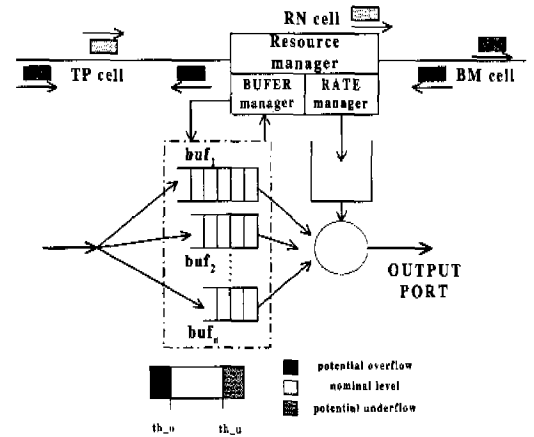 RN cell
Resource
manager
TP cell
BM cell
BUFER
manager
RATE
manager
buf1
buf2
bufn
OUTPUT
PORT
potential overflow
nominal level
potential underflow
th_o
th_u